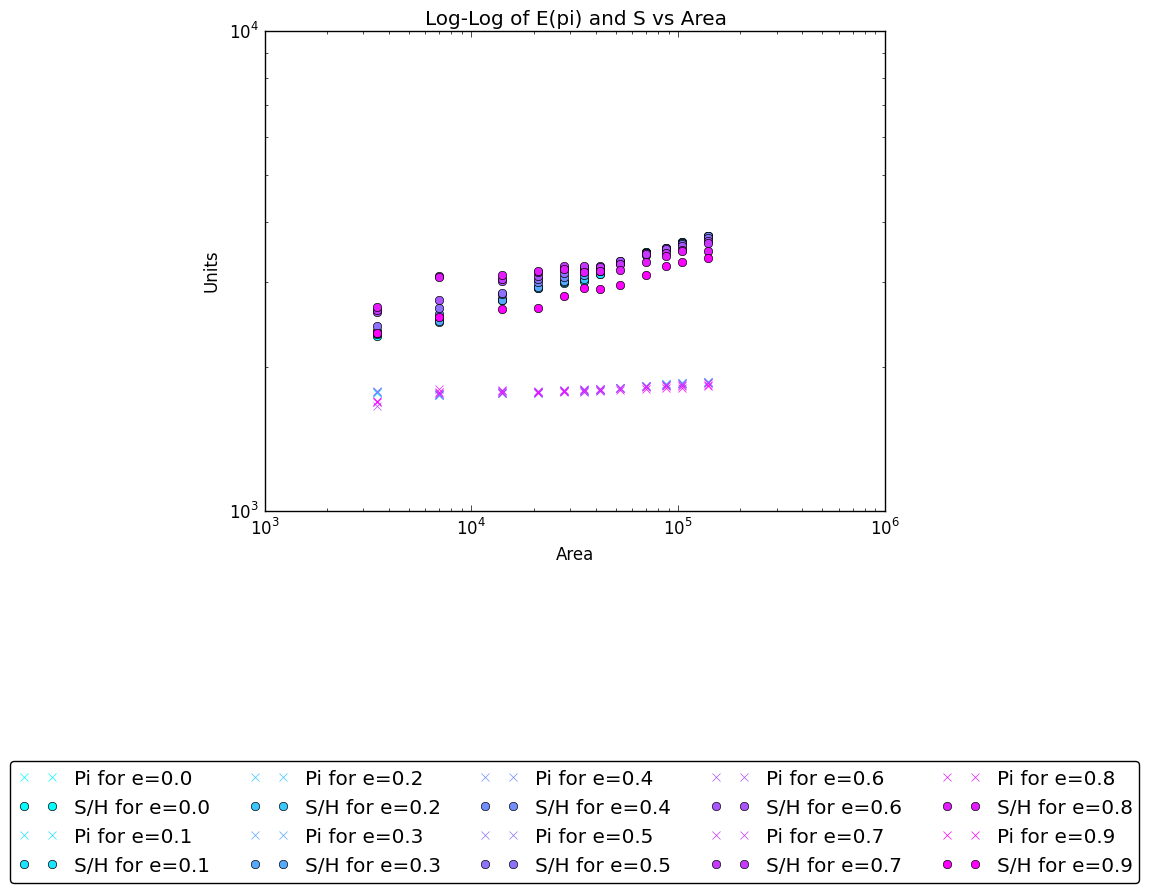 Log-Log of E(pi) and S vs Area
10^4
Units
10^3
10^3 10^4 10^5 10^6
Area
Pi for e=0.0 Pi for e=0.2 Pi for e=0.4 Pi for e=0.6 Pi for e=0.8
S/H for e=0.0 S/H for e=0.2 S/H for e=0.4 S/H for e=0.6 S/H for e=0.8
Pi for e=0.1 Pi for e=0.3 Pi for e=0.5 Pi for e=0.7 Pi for e=0.9
S/H for e=0.1 S/H for e=0.3 S/H for e=0.5 S/H for e=0.7 S/H for e=0.9